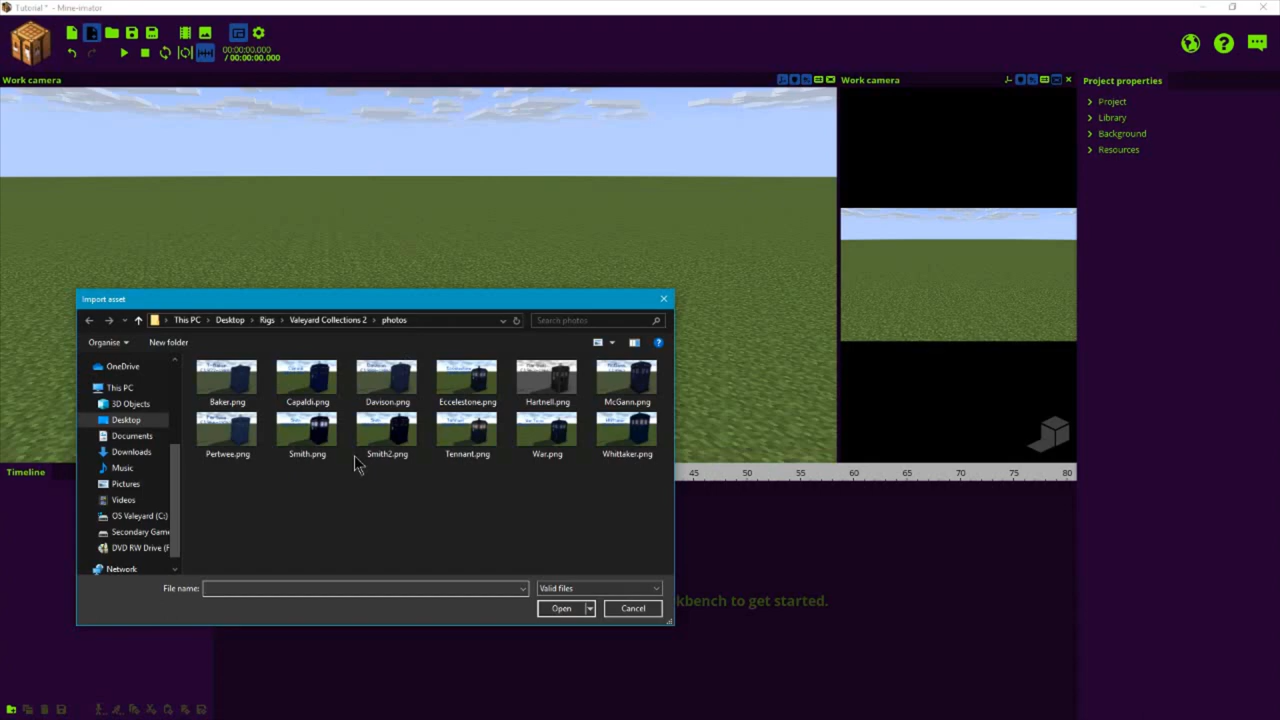 Tutorial * - Mine-imator
00:00:00.000
/ 00:00:00.000
Work camera
Work camera
Project properties
Project
Library
Background
Resources
Import asset
This PC > Desktop > Rigs > Valeyard Collections 2 > photos
Search photos
Organise
New folder
OneDrive
This PC
3D Objects
Desktop
Documents
Downloads
Music
Pictures
Videos
OS Valeyard (C:)
Secondary Game
DVD RW Drive (F
Network
Baker.png
Capaldi.png
Davison.png
Eccelestone.png
Hartnell.png
McGann.png
Pertwee.png
Smith.png
Smith2.png
Tennant.png
War.png
Whittaker.png
File name:
Valid files
Open
Cancel
Timeline
45 50 55 60 65 70 75 80
kbench to get started.